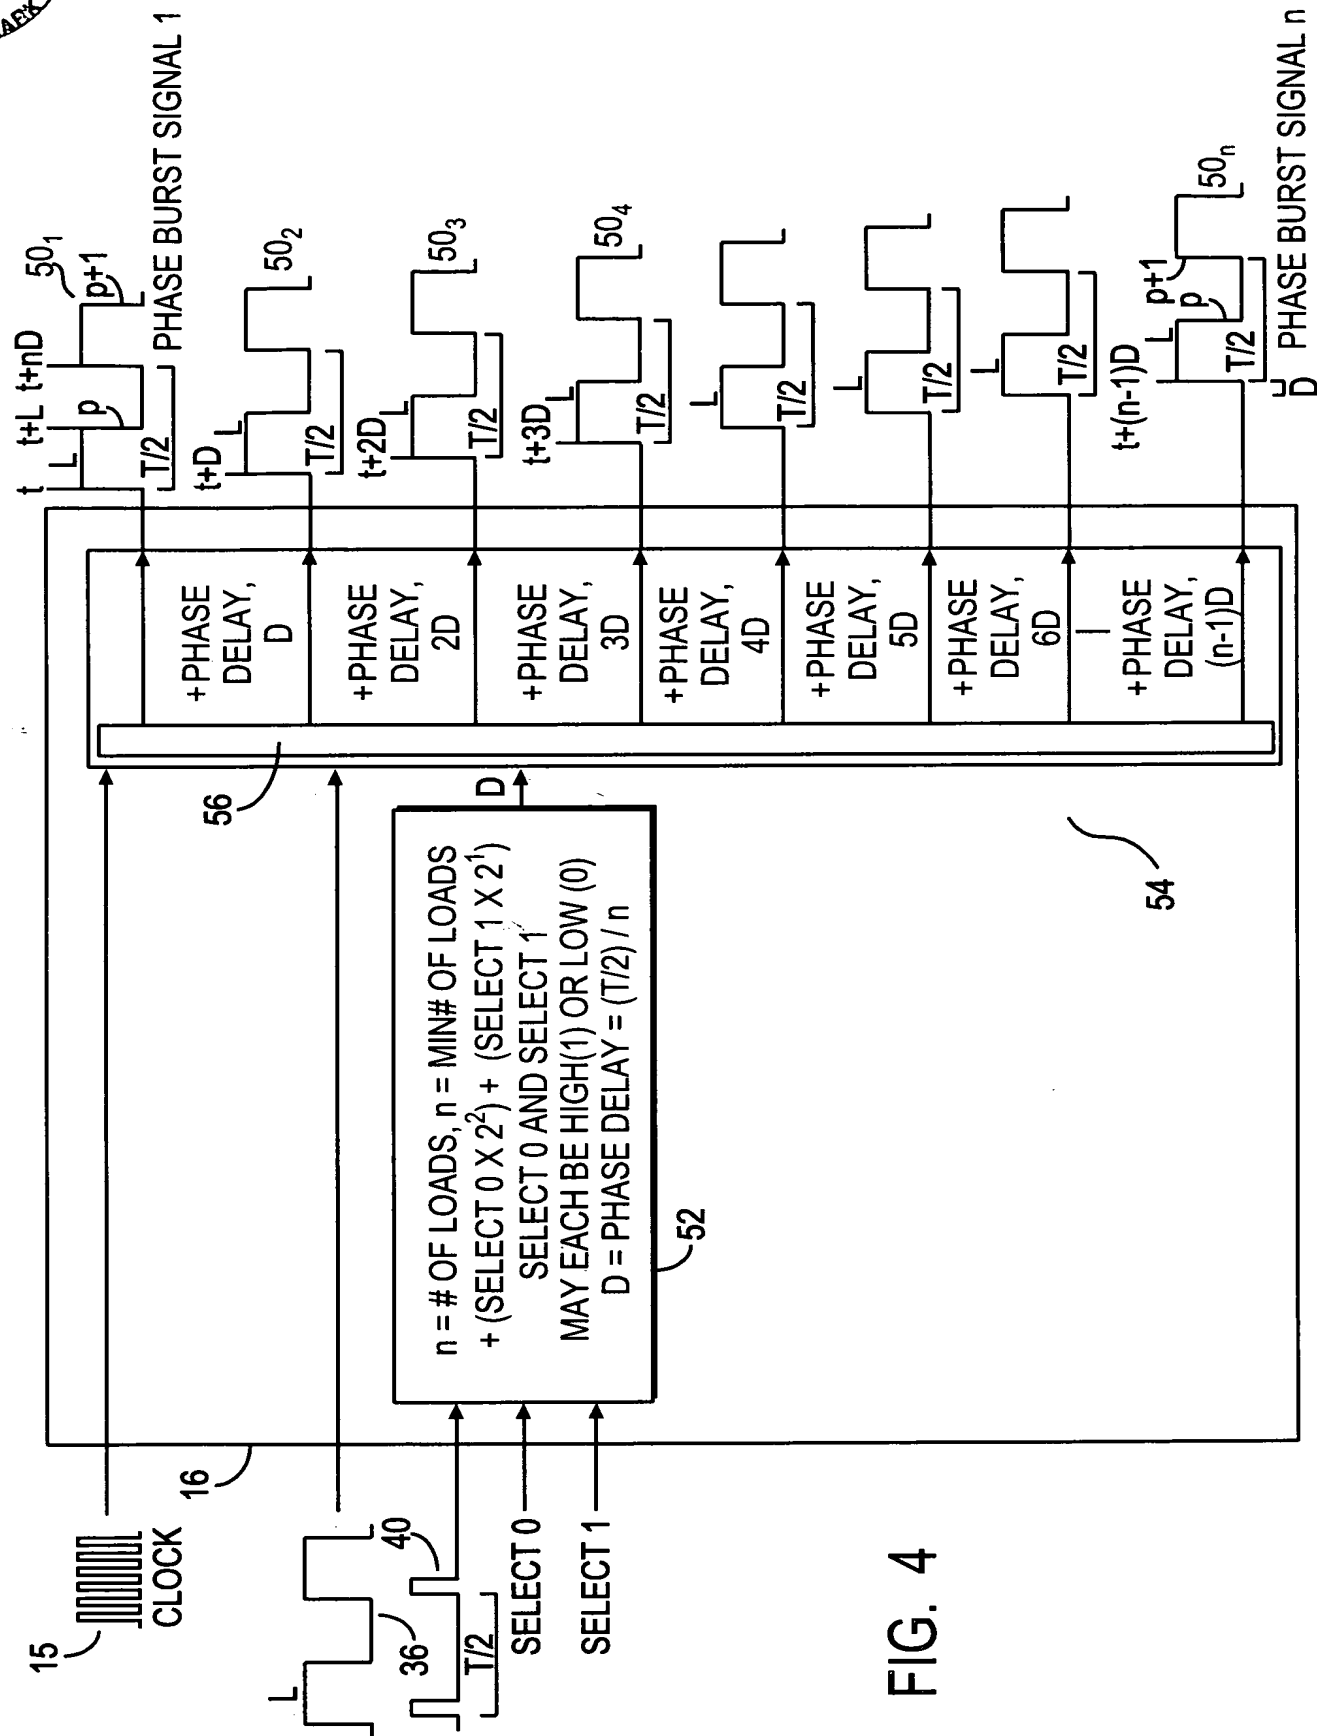 50₁
t
t+L
t+nD
L
p
p+1
T/2
PHASE BURST SIGNAL 1
t+D
L
50₂
T/2
t+2D
L
50₃
T/2
t+3D
L
50₄
T/2
L
T/2
L
T/2
L
T/2
t+(n-1)D
L
p
p+1
50ₙ
T/2
D
PHASE BURST SIGNAL n
+PHASE
DELAY,
D
+PHASE
DELAY,
2D
+PHASE
DELAY,
3D
+PHASE
DELAY,
4D
+PHASE
DELAY,
5D
+PHASE
DELAY,
6D
+PHASE
DELAY,
(n-1)D
56
D
n = # OF LOADS, n = MIN# OF LOADS
+ (SELECT 0 X 2²) + (SELECT 1 X 2¹)
SELECT 0 AND SELECT 1
MAY EACH BE HIGH(1) OR LOW (0)
D = PHASE DELAY = (T/2) / n
52
54
16
15
CLOCK
L
36
40
T/2
SELECT 0
SELECT 1
FIG. 4